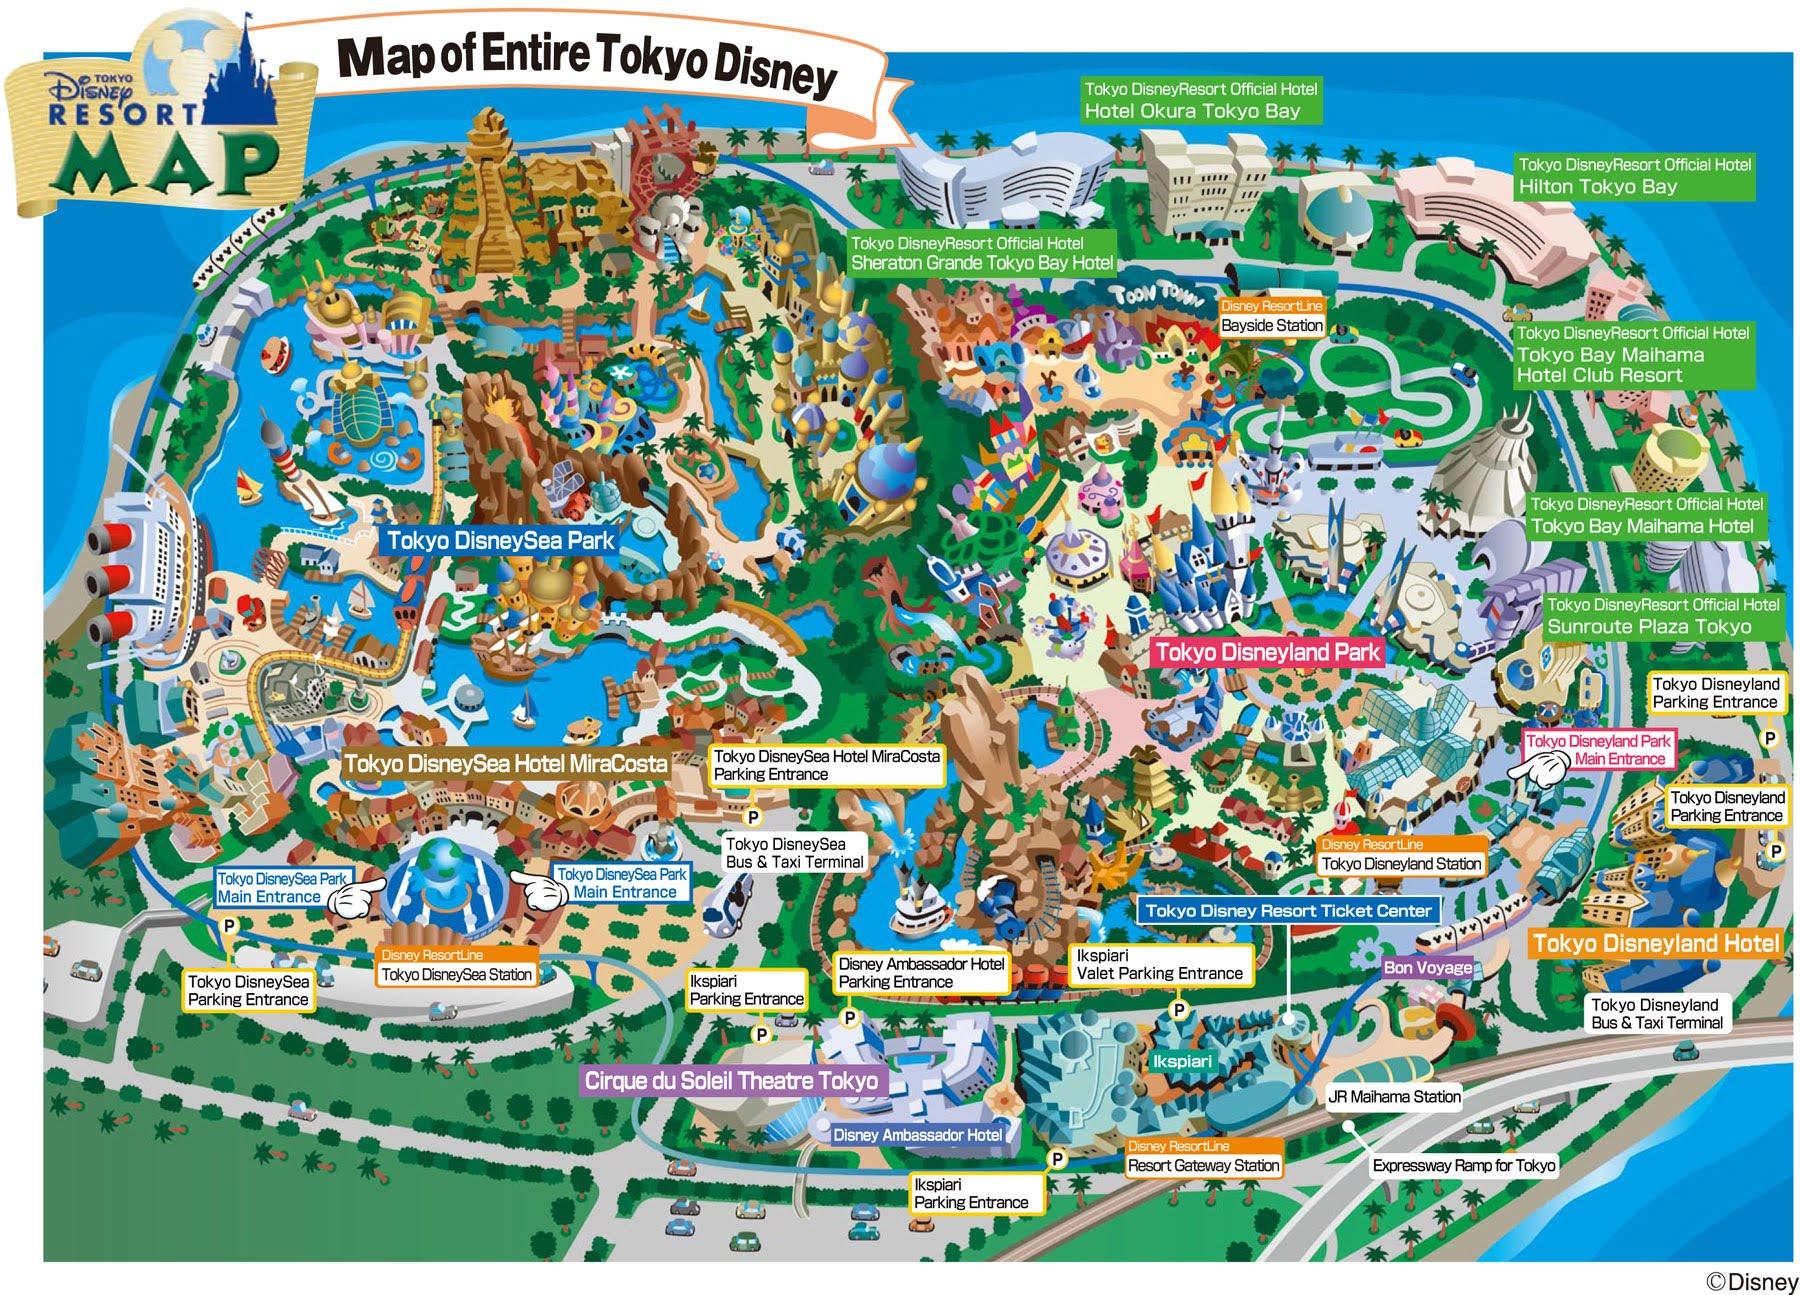 TOKYO
Disney
RESORT
MAP
Map of Entire Tokyo Disney
Tokyo DisneyResort Official Hotel
Hotel Okura Tokyo Bay
Tokyo DisneyResort Official Hotel
Hilton Tokyo Bay
Tokyo DisneyResort Official Hotel
Sheraton Grande Tokyo Bay Hotel
TOON TOWN
Disney ResortLine
Bayside Station
Tokyo DisneyResort Official Hotel
Tokyo Bay Maihama
Hotel Club Resort
Tokyo DisneyResort Official Hotel
Tokyo Bay Maihama Hotel
Tokyo DisneySea Park
Tokyo DisneyResort Official Hotel
Sunroute Plaza Tokyo
Tokyo Disneyland Park
Tokyo Disneyland
Parking Entrance
P
Tokyo DisneySea Hotel MiraCosta
Tokyo DisneySea Hotel MiraCosta
Parking Entrance
P
Tokyo Disneyland Park
Main Entrance
Tokyo Disneyland
Parking Entrance
P
Tokyo DisneySea
Bus & Taxi Terminal
Disney ResortLine
Tokyo Disneyland Station
Tokyo DisneySea Park
Main Entrance
Tokyo DisneySea Park
Main Entrance
Tokyo Disney Resort Ticket Center
P
Tokyo DisneySea
Parking Entrance
Disney ResortLine
Tokyo DisneySea Station
Ikspiari
Parking Entrance
P
Disney Ambassador Hotel
Parking Entrance
P
Ikspiari
Valet Parking Entrance
P
Bon Voyage
Tokyo Disneyland Hotel
Tokyo Disneyland
Bus & Taxi Terminal
Cirque du Soleil Theatre Tokyo
Ikspiari
JR Maihama Station
Disney Ambassador Hotel
Disney ResortLine
Resort Gateway Station
P
Ikspiari
Parking Entrance
Expressway Ramp for Tokyo
©Disney